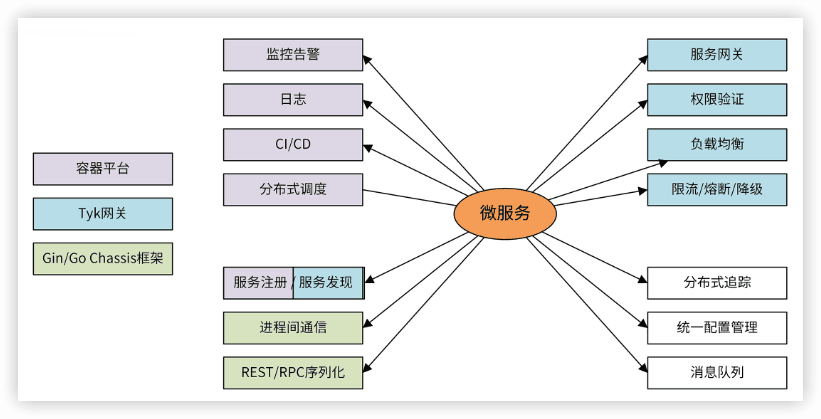 容器平台
Tyk网关
Gin/Go Chassis框架
监控告警
日志
CI/CD
分布式调度
服务注册 / 服务发现
进程间通信
REST/RPC序列化
微服务
服务网关
权限验证
负载均衡
限流/熔断/降级
分布式追踪
统一配置管理
消息队列